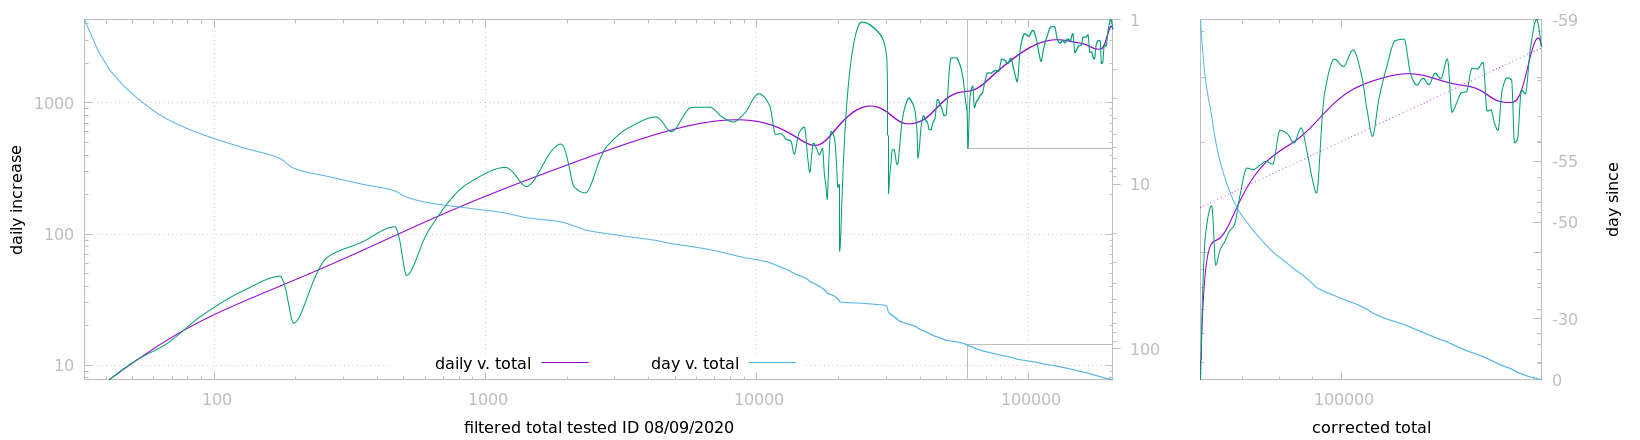 daily increase
1000
100
10
100
1000
10000
100000
1
10
100
daily v. total
day v. total
filtered total tested ID 08/09/2020
-59
-55
-50
-30
0
100000
day since
corrected total